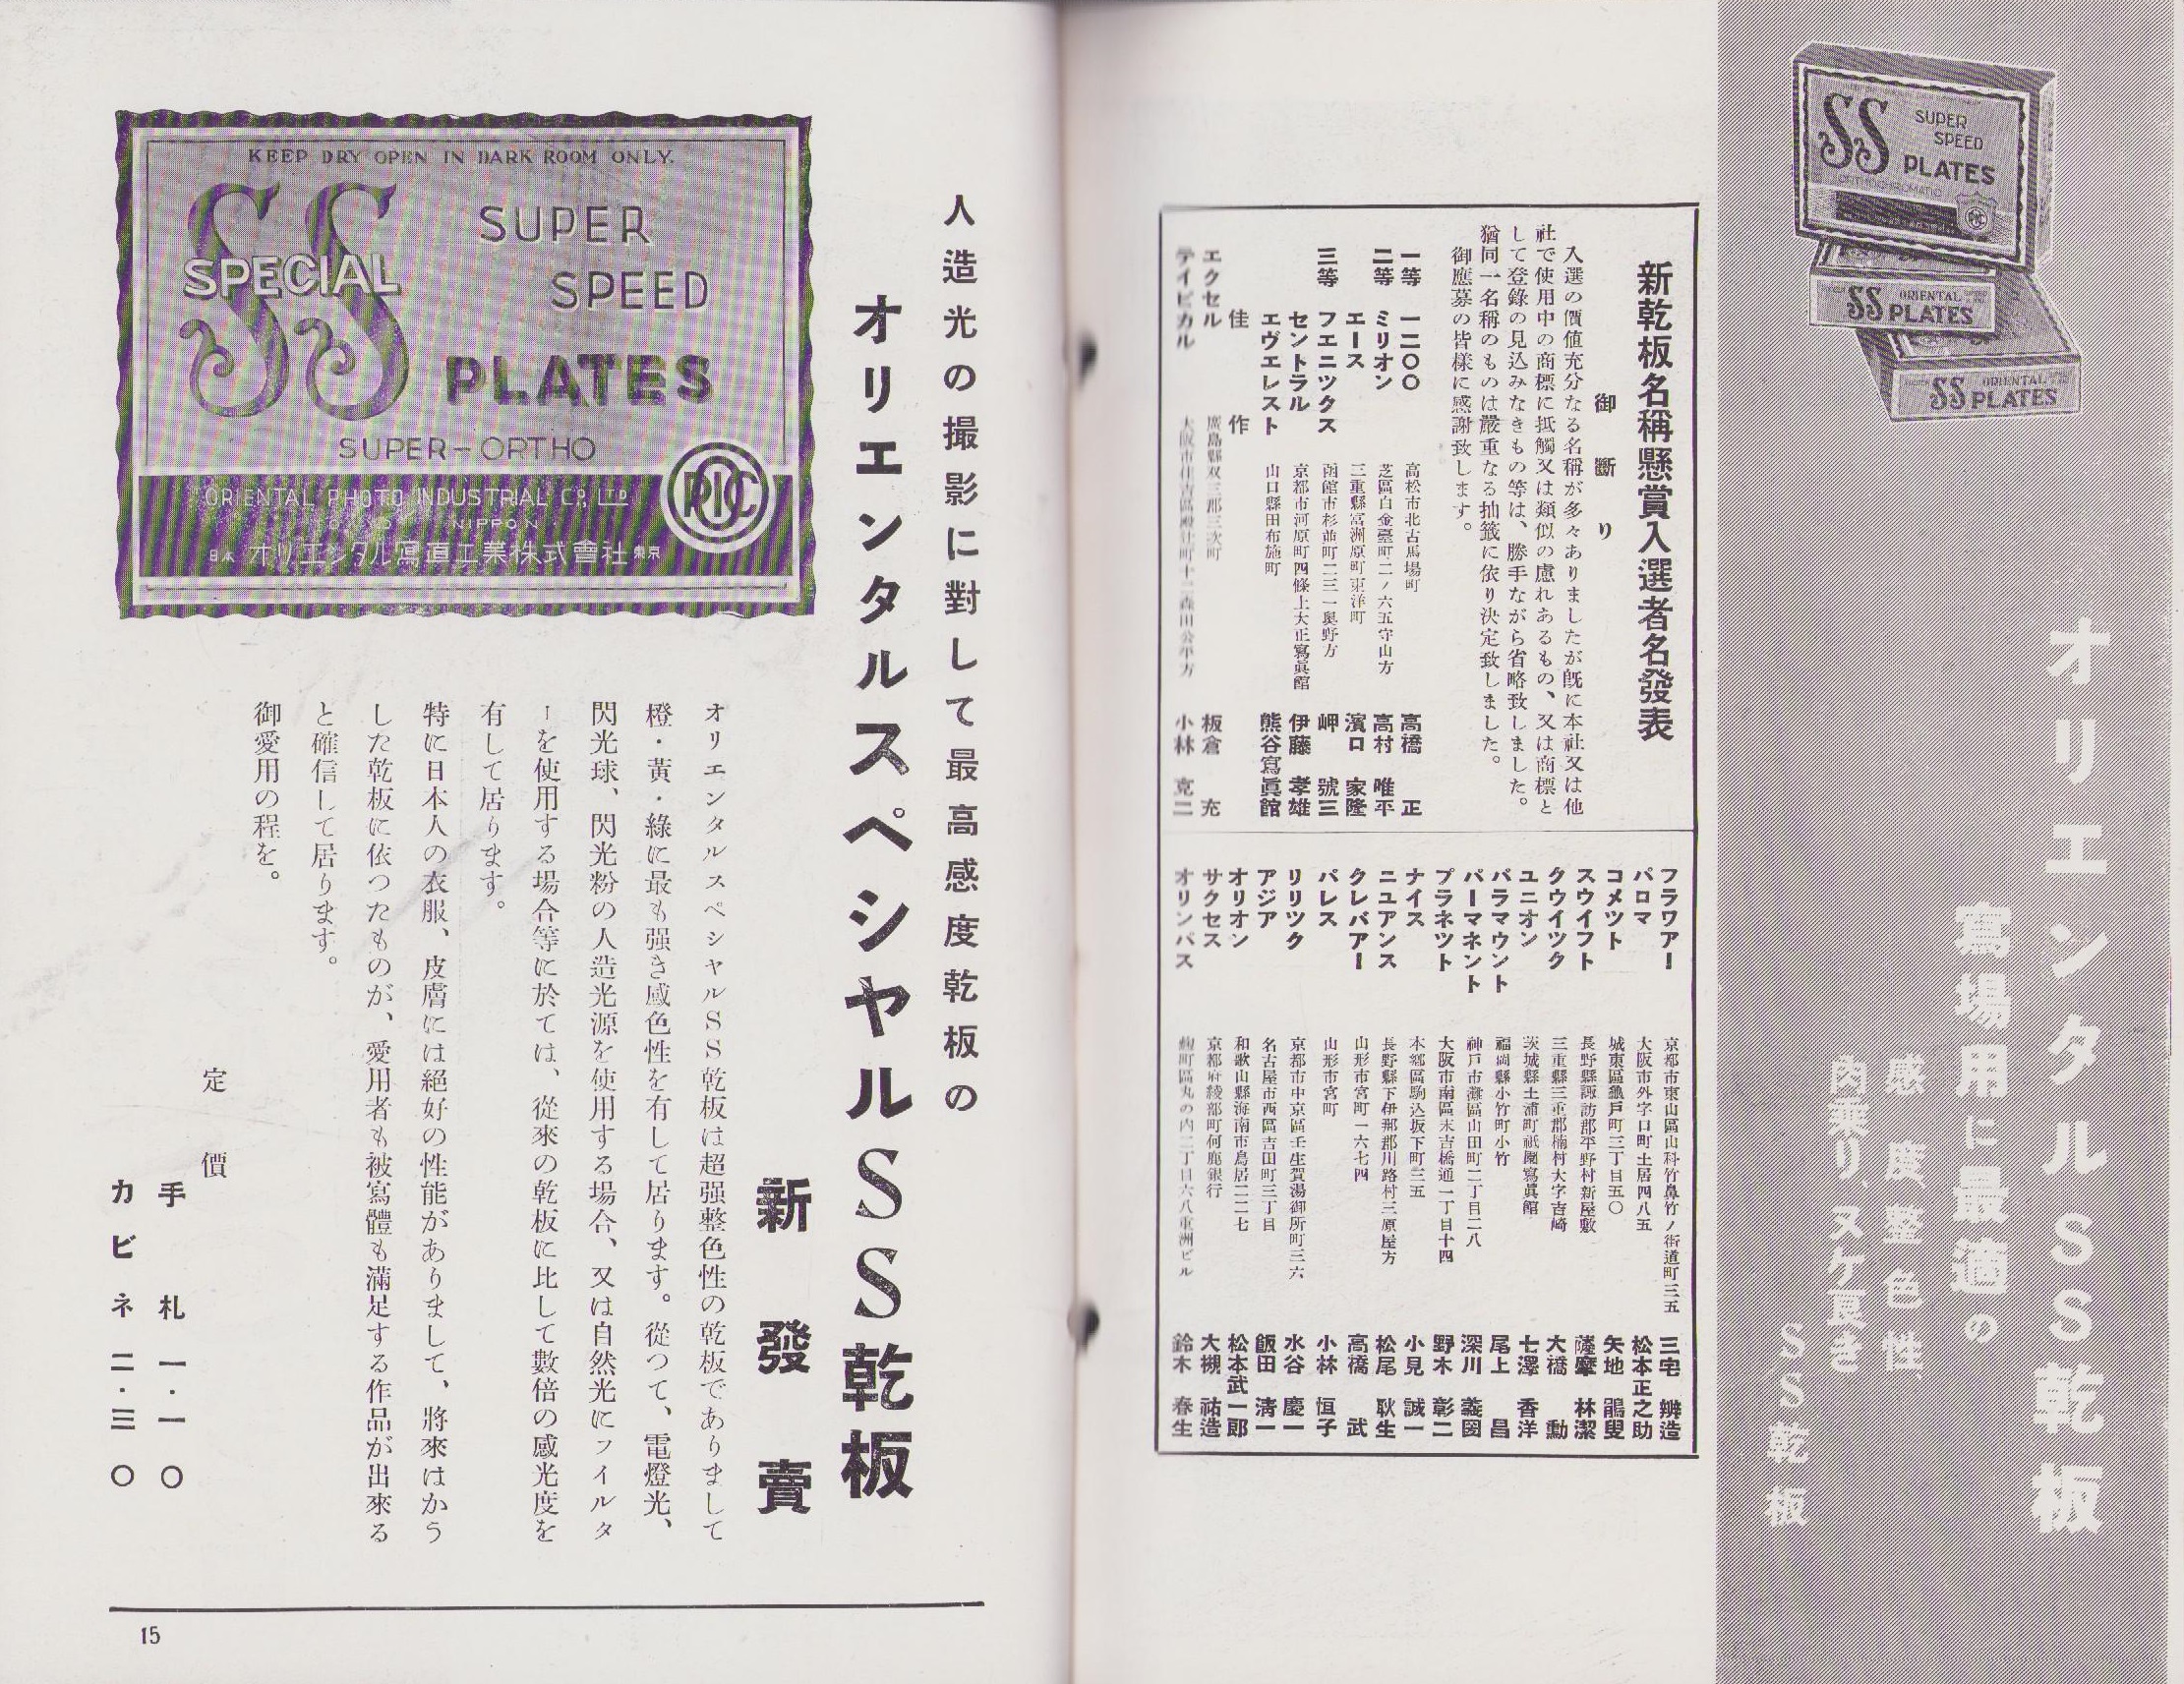 SS
SUPER
SPEED
PLATES
SS ORIENTAL
PLATES
SS ORIENTAL
PLATES
オリエンタルSS乾板
寫場用に最適の
感度整色性、
肉乘り、ヌケ良き
SS乾板
新乾板名稱懸賞入選者名發表
御斷り
入選の價値充分なる名稱が多々ありましたが既に本社又は他
社で使用中の商標に抵觸又は類似の慮れあるもの、又は商標と
して登錄の見込みなきもの等は、勝手ながら省略致しました。
猶同一名稱のものは嚴重なる抽籤に依り決定致しました。
御應募の皆樣に感謝致します。
一等 一二〇〇 高松市北古馬場町 高橋 正
二等 ミリオン 芝區白金臺町二ノ六五守山方 高村 唯平
エース 三重縣富洲原町東洋町 濱口 家隆
三等 フエニツクス 函館市杉並町二三一奥野方 岬 號三
セントラル 京都市河原町四條上大正寫眞館 伊藤 孝雄
エヴエレスト 山口縣田布施町 熊谷寫眞館
佳作
エクセル 廣島縣双三郡三次町 板倉 充
テイピカル 大阪市住吉區殿辻町十二森田公平方 小林 克二
フラワアー 京都市東山區山科竹鼻竹ノ街道町三五 三宅 辨造
パロマ 大阪市外字口町土居四八五 松本正之助
コメツト 城東區龜戸町三丁目五〇 矢地
スウイフト 長野縣諏訪郡平野村新屋敷 薩摩 林潔
クウイツク 三重縣三重郡楠村大字吉崎 大橋 勳
ユニオン 茨城縣土浦町祇園寫眞館 七澤 香洋
パラマウント 福岡縣小竹町小竹 尾上 昌
パーマネント 神戸市灘區山田町二丁目二八 深川 義圀
プラネツト 大阪市南區末吉橋通一丁目十四 野木 彰二
ナイス 本鄕區駒込坂下町三五 小見 誠一
ニユアンス 長野縣下伊那郡川路村三原屋方 松尾 耿生
クレバアー 山形市宮町一六七四 高橋 武
パレス 山形市宮町 小林 恒子
リリツク 京都市中京區壬生賀湯御所町三六 水谷 慶一
アジア 名古屋市西區吉田町三丁目 飯田 清一
オリオン 和歌山縣海南市鳥居二二七 松本武一郎
サクセス 京都府綾部町何鹿銀行 大槻 祐造
オリンパス 麴町區丸の内二丁目六八重洲ビル 鈴木 春生
人造光の撮影に對して最高感度乾板の
オリエンタルスペシヤルSS乾板
新發賣
KEEP DRY OPEN IN DARK ROOM ONLY.
SS
SPECIAL
SUPER
SPEED
PLATES
SUPER-ORTHO
ORIENTAL PHOTO INDUSTRIAL CO., LTD
TOKYO NIPPON
日本 オリエンタル寫眞工業株式會社 東京
オリエンタルスペシヤルSS乾板は超强整色性の乾板でありまして
橙・黃・綠に最も强き感色性を有して居ります。從つて、電燈光、
閃光球、閃光粉の人造光源を使用する場合、又は自然光にフイルタ
ーを使用する場合等に於ては、從來の乾板に比して數倍の感光度を
有して居ります。
特に日本人の衣服、皮膚には絕好の性能がありまして、將來はかう
した乾板に依つたものが、愛用者も被寫體も滿足する作品が出來る
と確信して居ります。
御愛用の程を。
定價
手札 一・一〇
カビネ 二・三〇
15